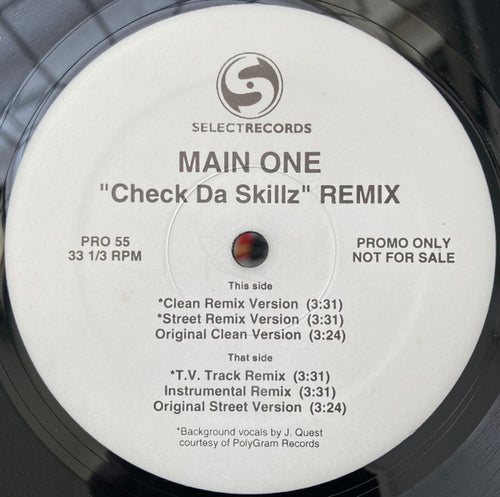 SELECTRECORDS
MAIN ONE
"Check Da Skillz" REMIX
PRO 55
33 1/3 RPM
PROMO ONLY
NOT FOR SALE
This side
*Clean Remix Version (3:31)
*Street Remix Version (3:31)
Original Clean Version (3:24)
That side
*T.V. Track Remix (3:31)
Instrumental Remix (3:31)
Original Street Version (3:24)
*Background vocals by J. Quest
courtesy of PolyGram Records